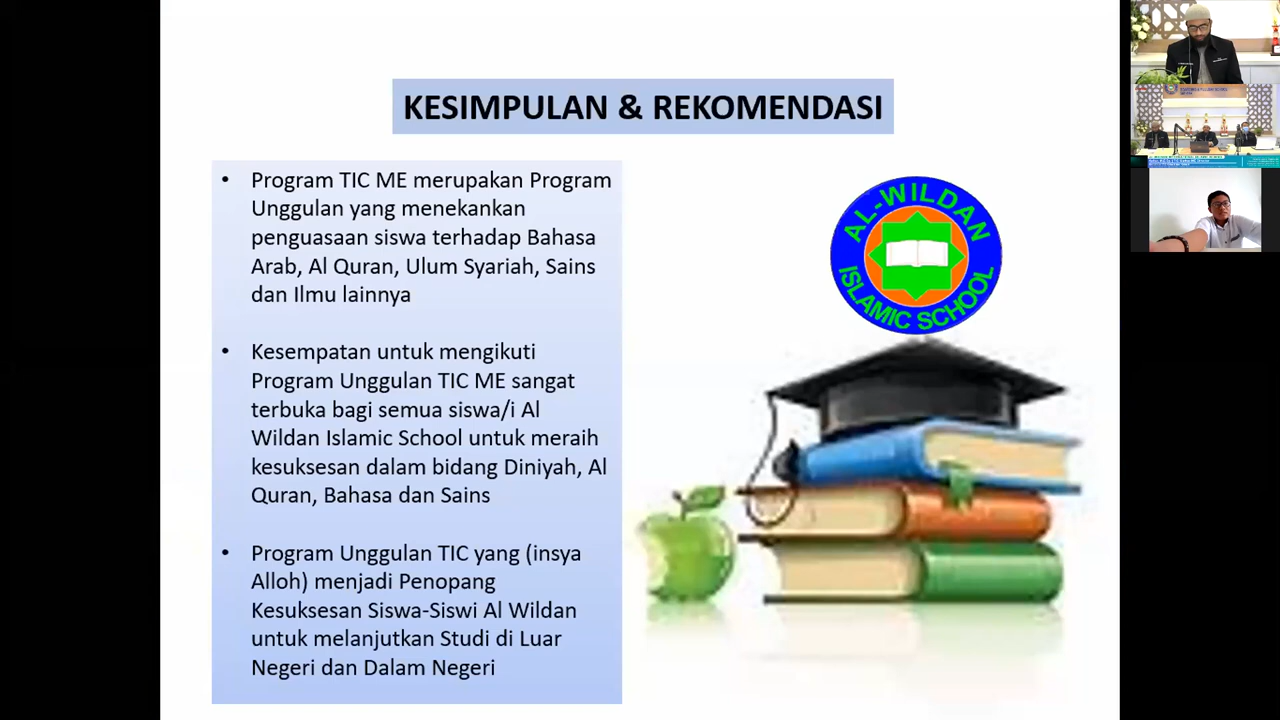 KESIMPULAN & REKOMENDASI
• Program TIC ME merupakan Program
Unggulan yang menekankan
penguasaan siswa terhadap Bahasa
Arab, Al Quran, Ulum Syariah, Sains
dan Ilmu lainnya
• Kesempatan untuk mengikuti
Program Unggulan TIC ME sangat
terbuka bagi semua siswa/i Al
Wildan Islamic School untuk meraih
kesuksesan dalam bidang Diniyah, Al
Quran, Bahasa dan Sains
• Program Unggulan TIC yang (insya
Alloh) menjadi Penopang
Kesuksesan Siswa-Siswi Al Wildan
untuk melanjutkan Studi di Luar
Negeri dan Dalam Negeri
AL-WILDAN
ISLAMIC SCHOOL